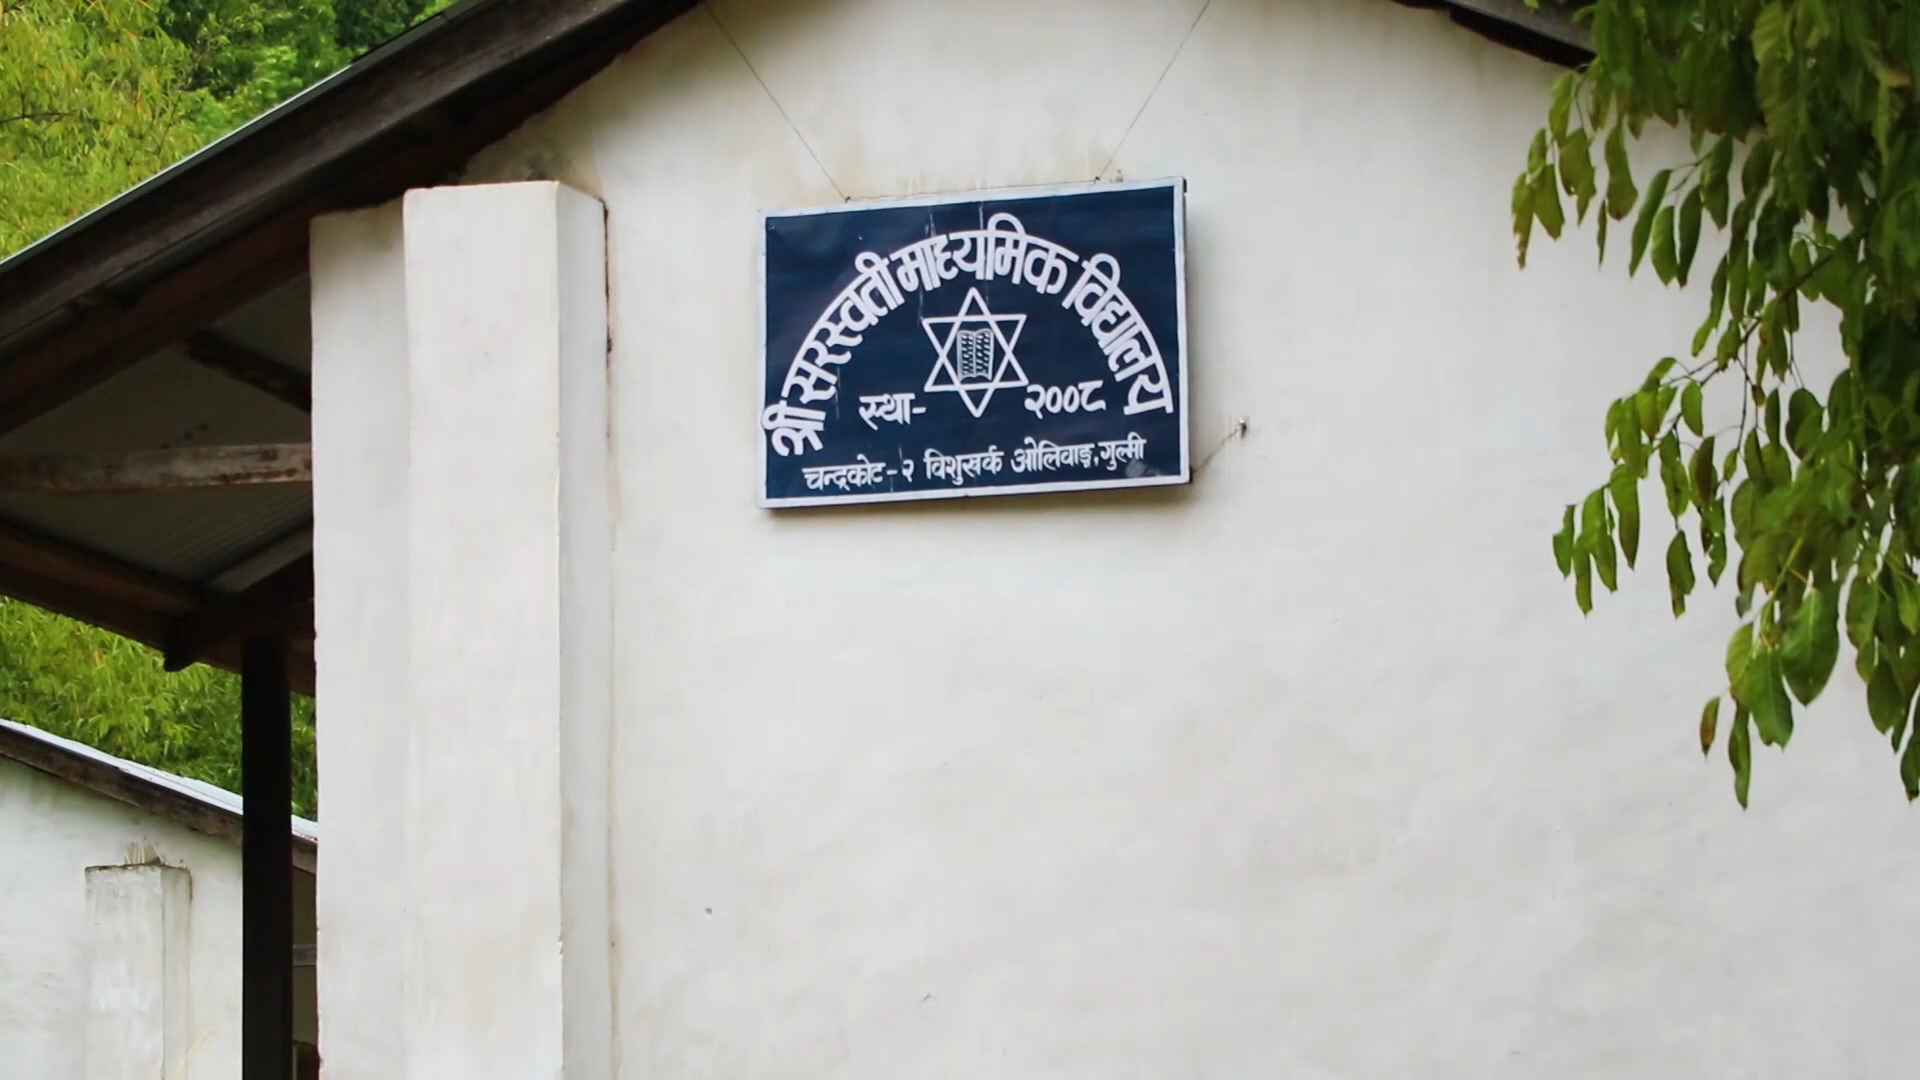 श्री सरस्वती माध्यमिक विद्यालय
स्था- २००८
चन्द्रकोट-२ विशुखर्क ओलिवाङ्ग, गुल्मी